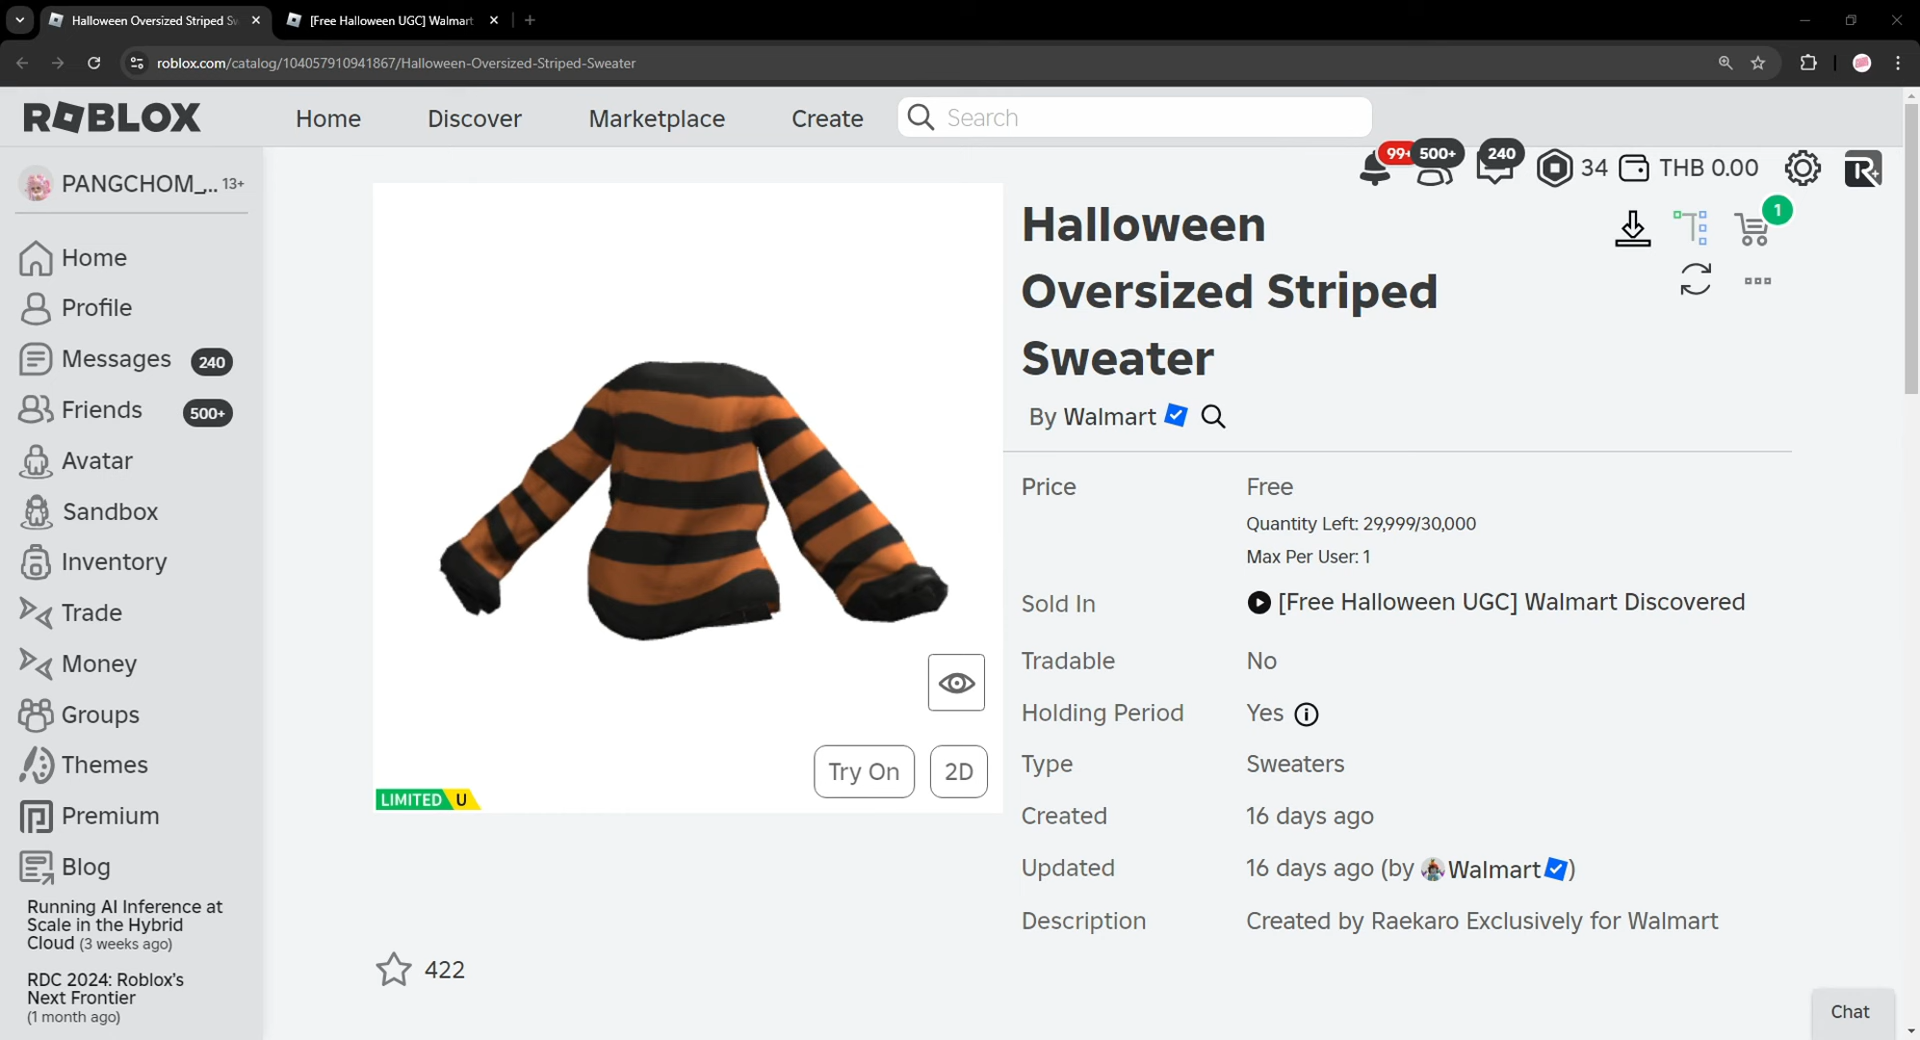 Halloween Oversized Striped Sw
[Free Halloween UGC] Walmart
roblox.com/catalog/104057910941867/Halloween-Oversized-Striped-Sweater
ROBLOX
Home
Discover
Marketplace
Create
Search
99+
500+
240
34
THB 0.00
PANGCHOM_... 13+
Home
Profile
Messages 240
Friends 500+
Avatar
Sandbox
Inventory
Trade
Money
Groups
Themes
Premium
Blog
Running AI Inference at
Scale in the Hybrid
Cloud (3 weeks ago)
RDC 2024: Roblox's
Next Frontier
(1 month ago)
Try On
2D
LIMITED U
422
Halloween
Oversized Striped
Sweater
1
By Walmart
Price Free
Quantity Left: 29,999/30,000
Max Per User: 1
Sold In [Free Halloween UGC] Walmart Discovered
Tradable No
Holding Period Yes
Type Sweaters
Created 16 days ago
Updated 16 days ago (by Walmart)
Description Created by Raekaro Exclusively for Walmart
Chat